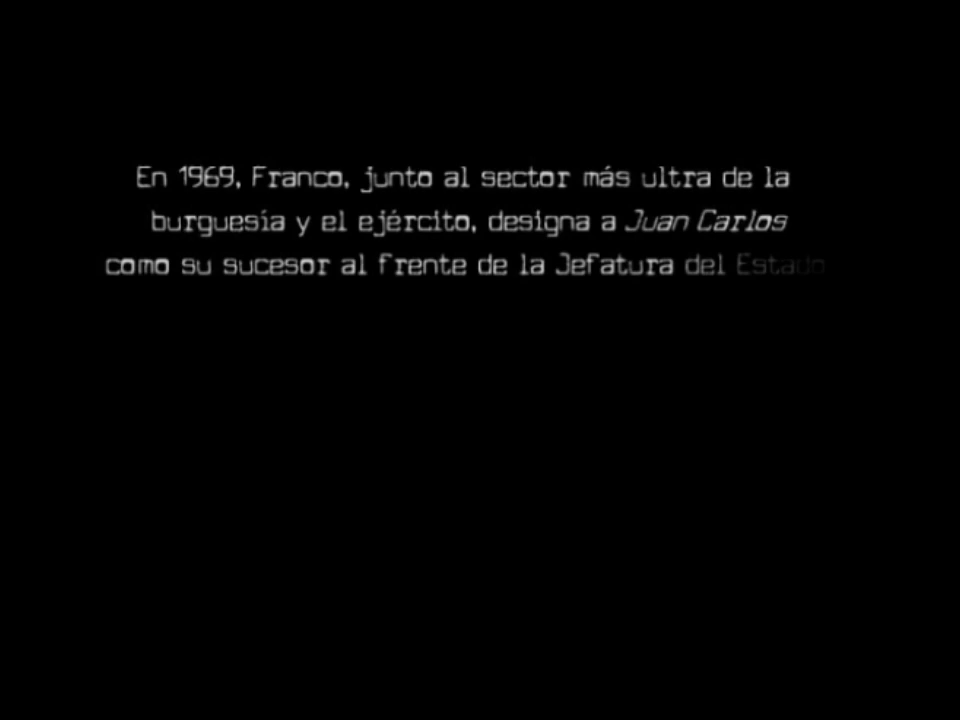 En 1969, Franco, junto al sector más ultra de la
burguesía y el ejército, designa a Juan Carlos
como su sucesor al frente de la Jefatura del Estado